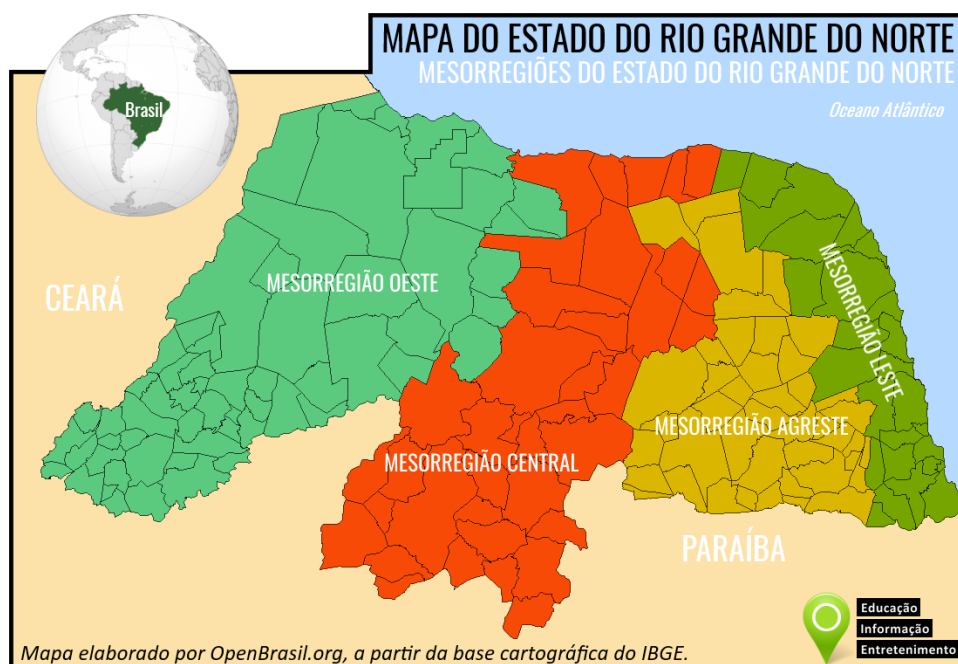 MAPA DO ESTADO DO RIO GRANDE DO NORTE
MESORREGIÕES DO ESTADO DO RIO GRANDE DO NORTE
Oceano Atlântico
Brasil
CEARÁ
MESORREGIÃO OESTE
MESORREGIÃO LESTE
MESORREGIÃO AGRESTE
MESORREGIÃO CENTRAL
PARAÍBA
Educação
Informação
Entretenimento
Mapa elaborado por OpenBrasil.org, a partir da base cartográfica do IBGE.